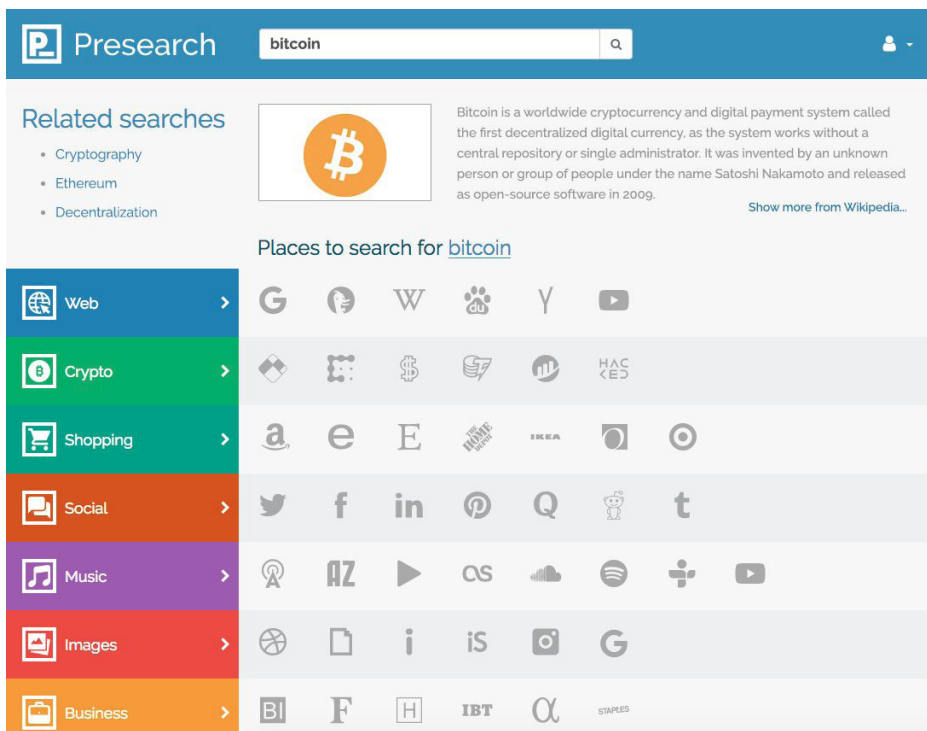 Presearch
bitcoin
Related searches
Cryptography
Ethereum
Decentralization
Bitcoin is a worldwide cryptocurrency and digital payment system called
the first decentralized digital currency, as the system works without a
central repository or single administrator. It was invented by an unknown
person or group of people under the name Satoshi Nakamoto and released
as open-source software in 2009.
Show more from Wikipedia...
Places to search for bitcoin
Web
G W du Y
Crypto
HACKED
Shopping
a e E THE HOME DEPOT IKEA O
Social
f in Q t
Music
AZ
Images
i iS G
Business
BI F H IBT α STAPLES